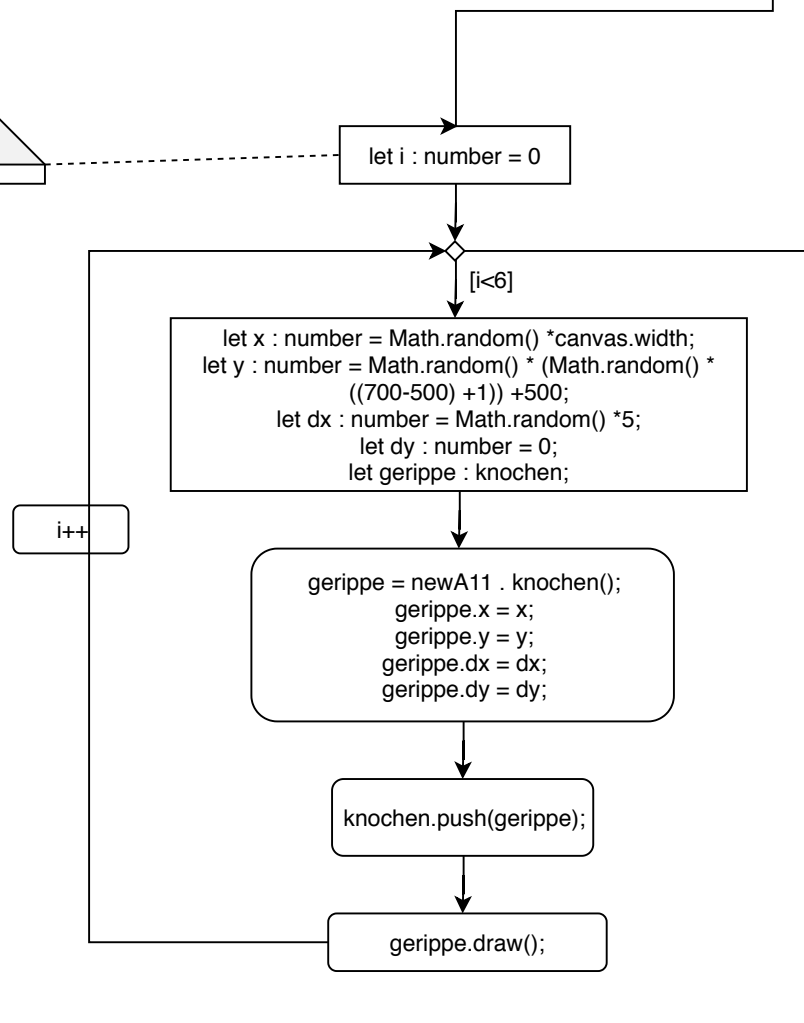 let i : number = 0
[i<6]
let x : number = Math.random() *canvas.width;
let y : number = Math.random() * (Math.random() *
((700-500) +1)) +500;
let dx : number = Math.random() *5;
let dy : number = 0;
let gerippe : knochen;
i++
gerippe = newA11 . knochen();
gerippe.x = x;
gerippe.y = y;
gerippe.dx = dx;
gerippe.dy = dy;
knochen.push(gerippe);
gerippe.draw();